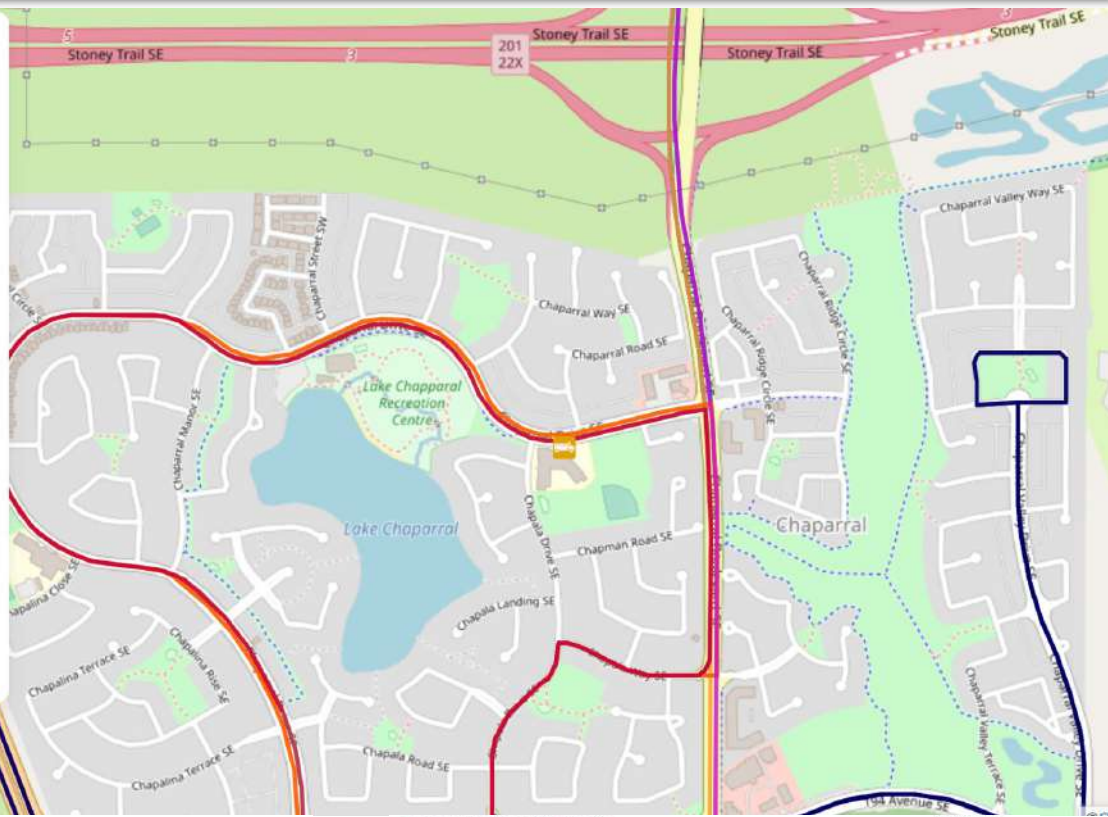 5
Stoney Trail SE
3
Stoney Trail SE
Stoney Trail SE
3
201
22X
Stoney Trail SE
Chaparral Valley Way SE
Chaparral Street SW
Chaparral Way SE
Chaparral Ridge Circle SE
Chaparral Ridge Circle SE
Chaparral Road SE
Lake Chapparal
Recreation
Centre
Chaparral Manor SE
Lake Chaparral
Chapala Drive SE
Chapman Road SE
Chaparral
Chapala Landing SE
Chapalina Rise SE
Chapalina Terrace SE
Chapalina Terrace SE
Chapala Road SE
Chaparral Valley Terrace SE
Chaparral Valley Drive SE
194 Avenue SE